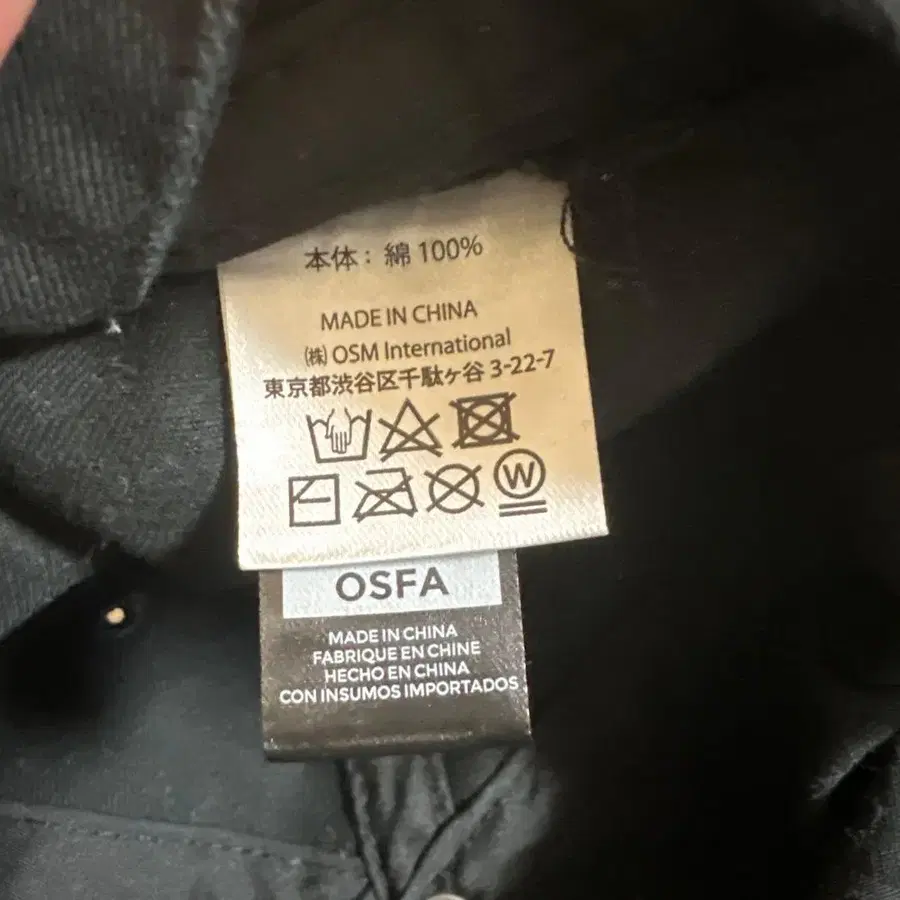 本体：綿 100%
MADE IN CHINA
㈱ OSM International
東京都渋谷区千駄ヶ谷 3-22-7
W
OSFA
MADE IN CHINA
FABRIQUE EN CHINE
HECHO EN CHINA
CON INSUMOS IMPORTADOS